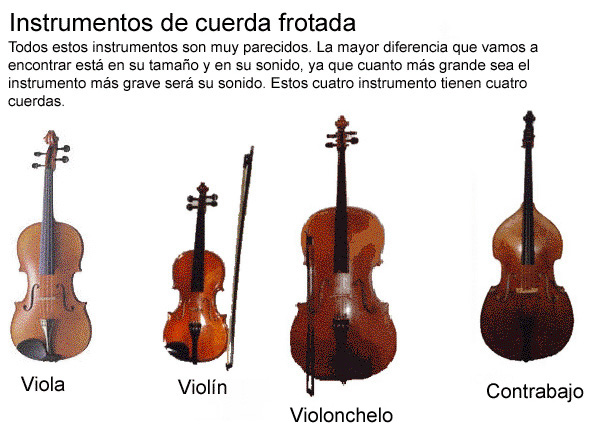 Instrumentos de cuerda frotada
Todos estos instrumentos son muy parecidos. La mayor diferencia que vamos a
encontrar está en su tamaño y en su sonido, ya que cuanto más grande sea el
instrumento más grave será su sonido. Estos cuatro instrumento tienen cuatro
cuerdas.
Viola
Violín
Violonchelo
Contrabajo